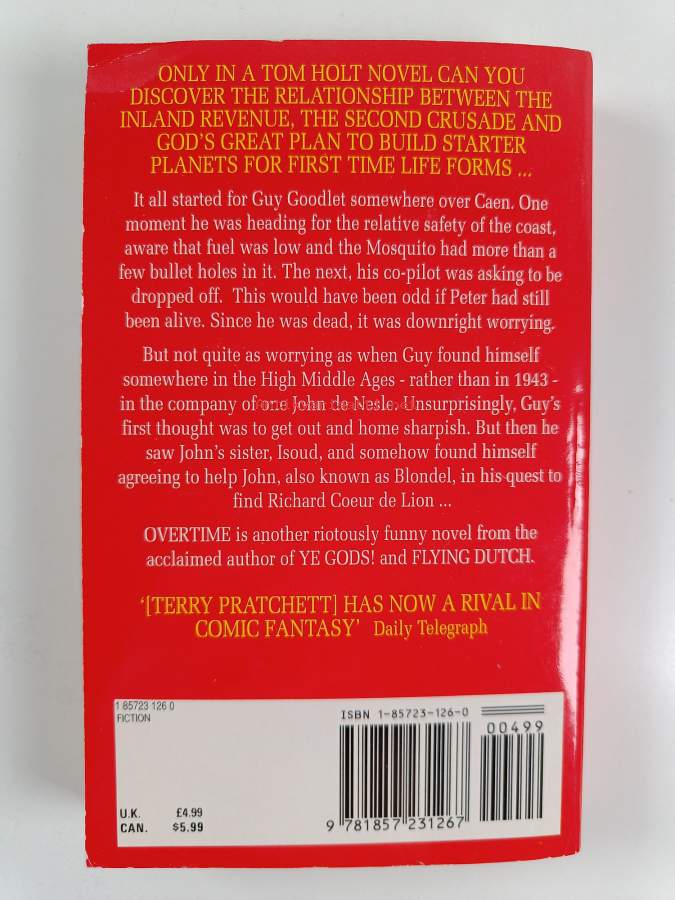 ONLY IN A TOM HOLT NOVEL CAN YOU
DISCOVER THE RELATIONSHIP BETWEEN THE
INLAND REVENUE, THE SECOND CRUSADE AND
GOD'S GREAT PLAN TO BUILD STARTER
PLANETS FOR FIRST TIME LIFE FORMS ...
It all started for Guy Goodlet somewhere over Caen. One
moment he was heading for the relative safety of the coast,
aware that fuel was low and the Mosquito had more than a
few bullet holes in it. The next, his co-pilot was asking to be
dropped off. This would have been odd if Peter had still
been alive. Since he was dead, it was downright worrying.
But not quite as worrying as when Guy found himself
somewhere in the High Middle Ages - rather than in 1943 -
in the company of one John de Nesle. Unsurprisingly, Guy's
first thought was to get out and home sharpish. But then he
saw John's sister, Isoud, and somehow found himself
agreeing to help John, also known as Blondel, in his quest to
find Richard Coeur de Lion ...
OVERTIME is another riotously funny novel from the
acclaimed author of YE GODS! and FLYING DUTCH.
'[TERRY PRATCHETT] HAS NOW A RIVAL IN
COMIC FANTASY' Daily Telegraph
1 85723 126 0
FICTION
ISBN 1-85723-126-0
00499
U.K. £4.99
CAN. $5.99
9 781857 231267